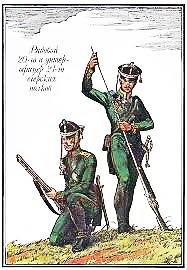 Рядовой
20-го и унтер-
офицер 21-го
егерских
полков